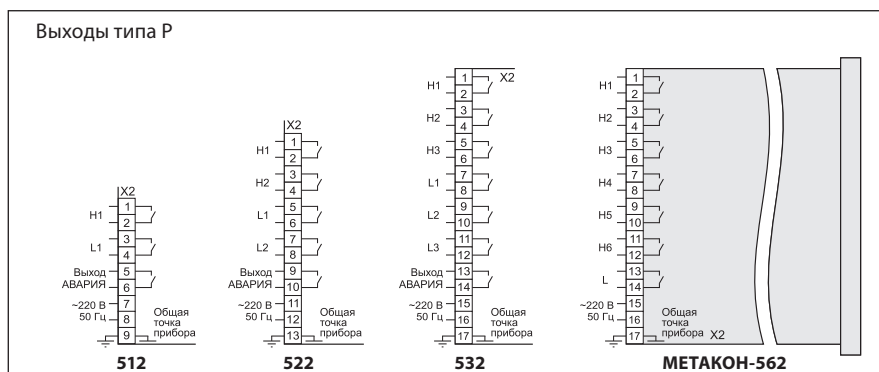 Выходы типа Р
X2
H1
1
2
L1
3
4
Выход
АВАРИЯ
5
6
~220 В
50 Гц
7
8
9
Общая
точка
прибора
512
X2
H1
1
2
H2
3
4
L1
5
6
L2
7
8
Выход
АВАРИЯ
9
10
~220 В
50 Гц
11
12
13
Общая
точка
прибора
522
X2
H1
1
2
H2
3
4
H3
5
6
L1
7
8
L2
9
10
L3
11
12
Выход
АВАРИЯ
13
14
~220 В
50 Гц
15
16
17
Общая
точка
прибора
532
H1
1
2
H2
3
4
H3
5
6
H4
7
8
H5
9
10
H6
11
12
L
13
14
~220 В
50 Гц
15
16
17
Общая
точка
прибора
X2
МЕТАКОН-562